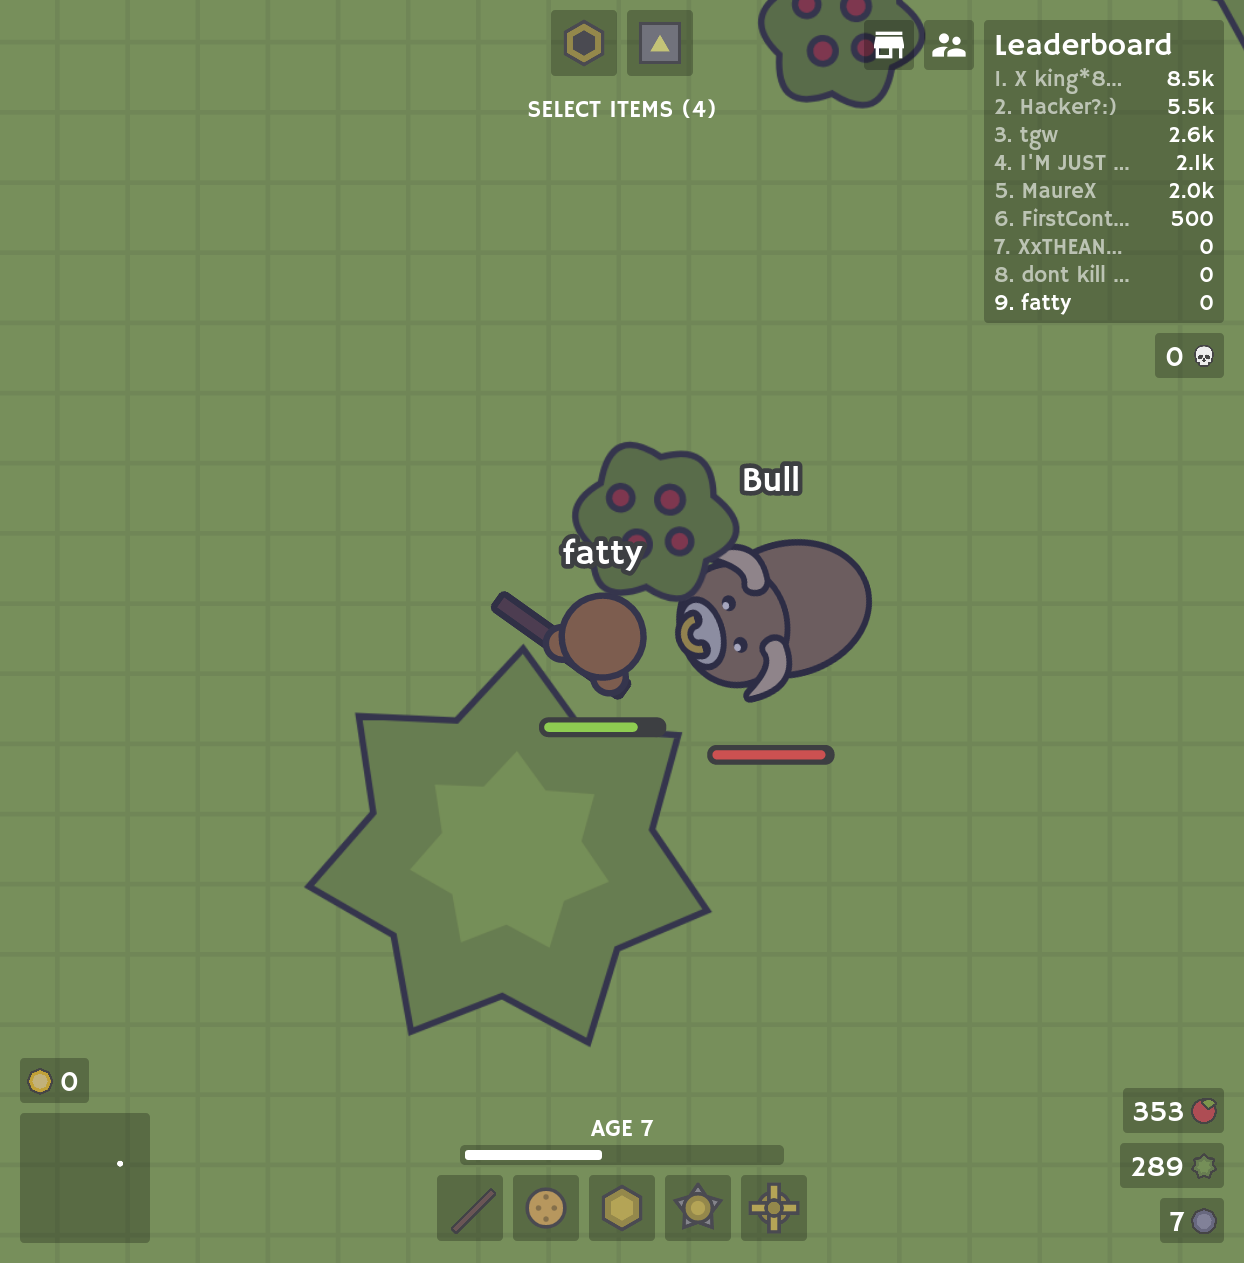 SELECT ITEMS (4)
Leaderboard
1. X king*8... 8.5k
2. Hacker?:) 5.5k
3. tgw 2.6k
4. I'M JUST ... 2.1k
5. MaureX 2.0k
6. FirstCont... 500
7. XxTHEAN... 0
8. dont kill ... 0
9. fatty 0
0
Bull
fatty
0
353
AGE 7
289
7